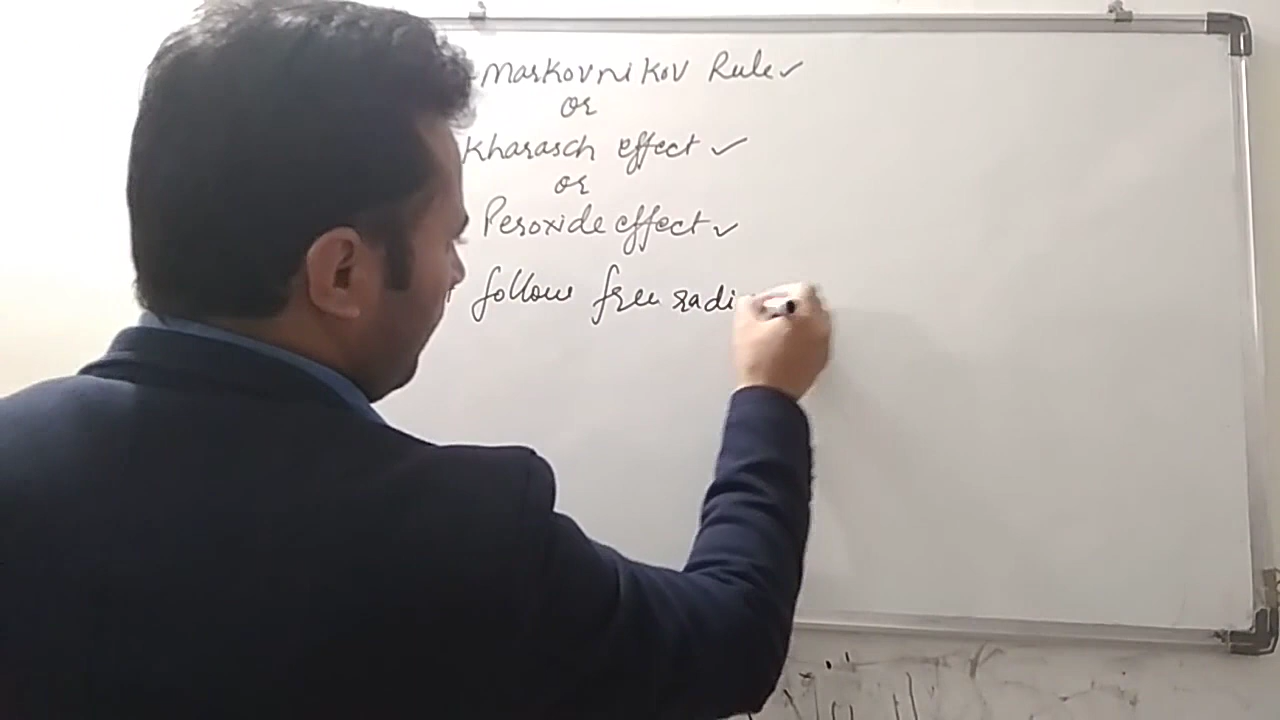 Markovnikov Rule ✓
or
Kharasch effect ✓
or
Peroxide effect ✓
follow free radi